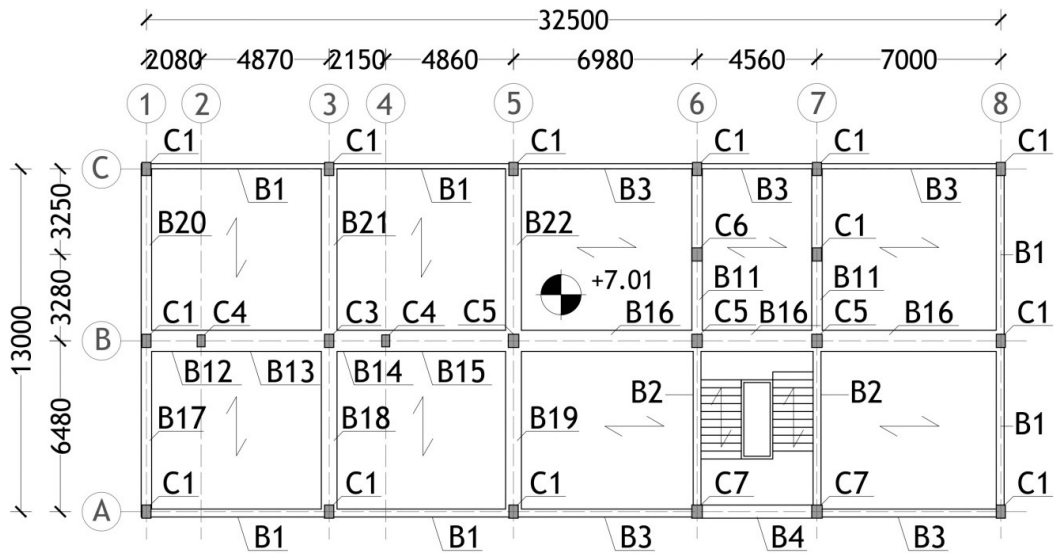 32500
2080 4870 2150 4860 6980 4560 7000
1 2 3 4 5 6 7 8
C1 C1 C1 C1 C1 C1
C
B1 B1 B3 B3 B3
3250
B20 B21 B22 C6 C1
B1
+7.01
B11 B11
3280
13000
C1 C4 C3 C4 C5 B16 C5 B16 C5 B16 C1
B
B12 B13 B14 B15
B2 B2
6480
B17 B18 B19 B1
C1 C1 C1 C7 C7 C1
A
B1 B1 B3 B4 B3